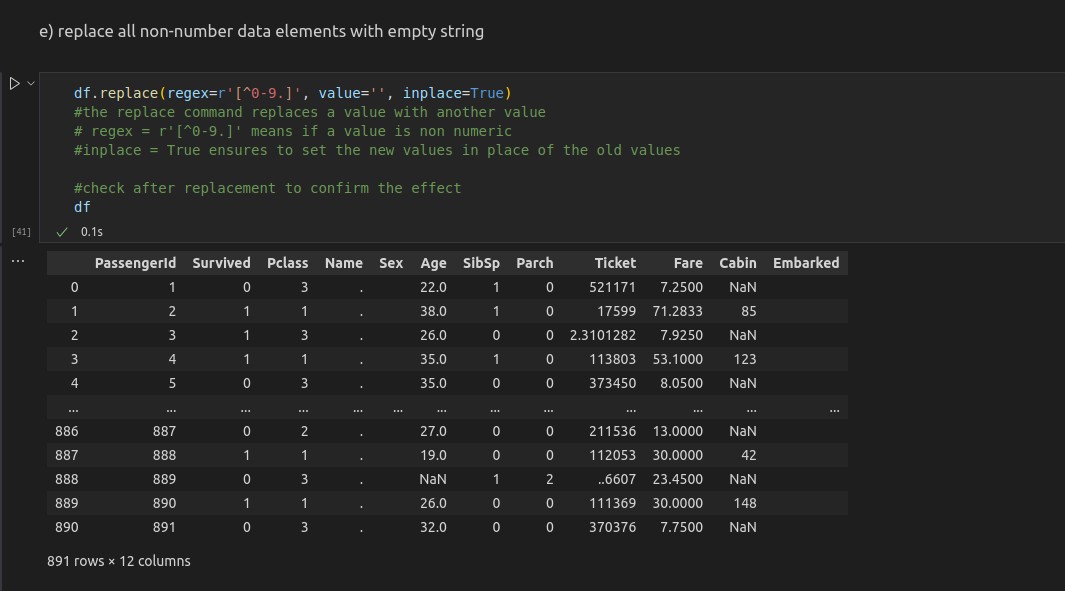 e) replace all non-number data elements with empty string
df.replace(regex=r'[^0-9.]', value='', inplace=True)
#the replace command replaces a value with another value
# regex = r'[^0-9.]' means if a value is non numeric
#inplace = True ensures to set the new values in place of the old values
#check after replacement to confirm the effect
df
[41] ✓ 0.1s
...
PassengerId Survived Pclass Name Sex Age SibSp Parch Ticket Fare Cabin Embarked
0 1 0 3 . 22.0 1 0 521171 7.2500 NaN
1 2 1 1 . 38.0 1 0 17599 71.2833 85
2 3 1 3 . 26.0 0 0 2.3101282 7.9250 NaN
3 4 1 1 . 35.0 1 0 113803 53.1000 123
4 5 0 3 . 35.0 0 0 373450 8.0500 NaN
... ... ... ... ... ... ... ... ... ... ... ... ...
886 887 0 2 . 27.0 0 0 211536 13.0000 NaN
887 888 1 1 . 19.0 0 0 112053 30.0000 42
888 889 0 3 . NaN 1 2 ..6607 23.4500 NaN
889 890 1 1 . 26.0 0 0 111369 30.0000 148
890 891 0 3 . 32.0 0 0 370376 7.7500 NaN
891 rows × 12 columns